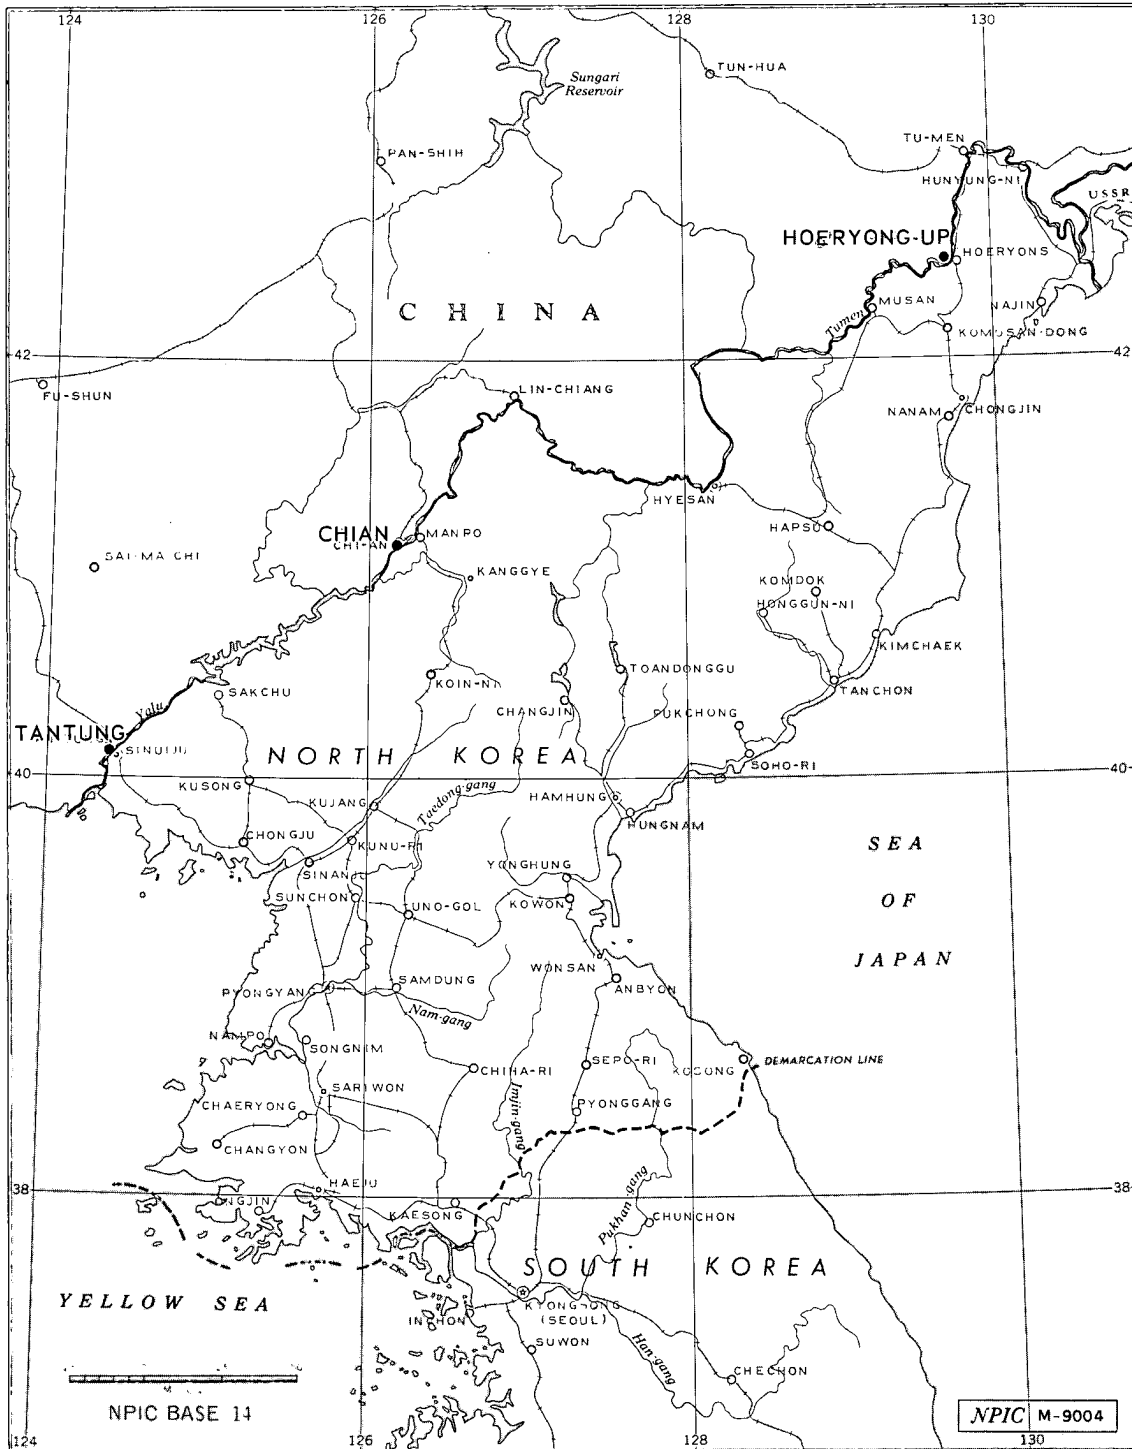 124
126
128
130
TUN-HUA
Sungari
Reservoir
TU-MEN
PAN-SHIH
HUNYUNG-NI
USSR
HOERYONG-UP
HOERYONS
CHINA
MUSAN
NAJIN
Tumen
KOMUSAN-DONG
42
42
FU-SHUN
LIN-CHIANG
NANAM
CHONGJIN
HYESAN
HAPSU
CHIAN
CHI-AN
MANPO
SAI-MA-CHI
KANGGYE
KOMDOK
HONGGUN-NI
KIMCHAEK
TOANDONGGU
KOIN-NI
TANCHON
SAKCHU
CHANGJIN
PUKCHONG
Yalu
TANTUNG
SINUIJU
NORTH KOREA
SOHO-RI
40
40
KUSONG
KUJANG
Taedong-gang
HAMHUNG
HUNGNAM
CHONGJU
KUNU-RI
SEA
SINANJ
YONGHUNG
SUNCHON
UNO-GOL
KOWON
OF
WONSAN
JAPAN
PYONGYANG
SAMDUNG
ANBYON
Nam-gang
NAMPO
SONGNIM
SEPO-RI
KOSONG
DEMARCATION LINE
CHIHA-RI
SARIWON
CHAERYONG
Imjin-gang
PYONGGANG
CHANGYON
38
38
HAEJU
ONGJIN
KAESONG
Pukhan-gang
CHUNCHON
SOUTH KOREA
YELLOW SEA
KYONGSONG
(SEOUL)
INCHON
SUWON
Han-gang
CHECHON
NPIC BASE 14
NPIC M-9004
124
126
128
130